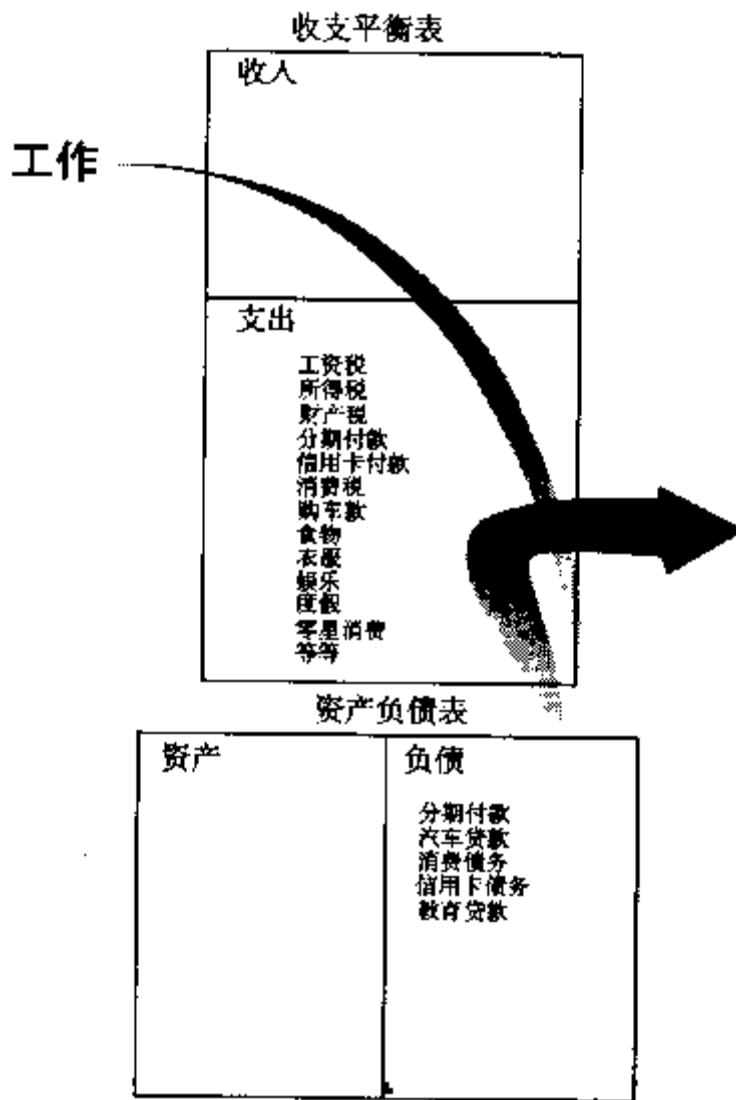 收支平衡表
收人
工作
支出
工资税
所得税
财产税
分期付款
信用卡付款
消费税
购车款
食物
衣服
娱乐
度假
零星消费
等等
资产负债表
资产
负债
分期付款
汽车贷款
消费债务
信用卡债务
教育贷款